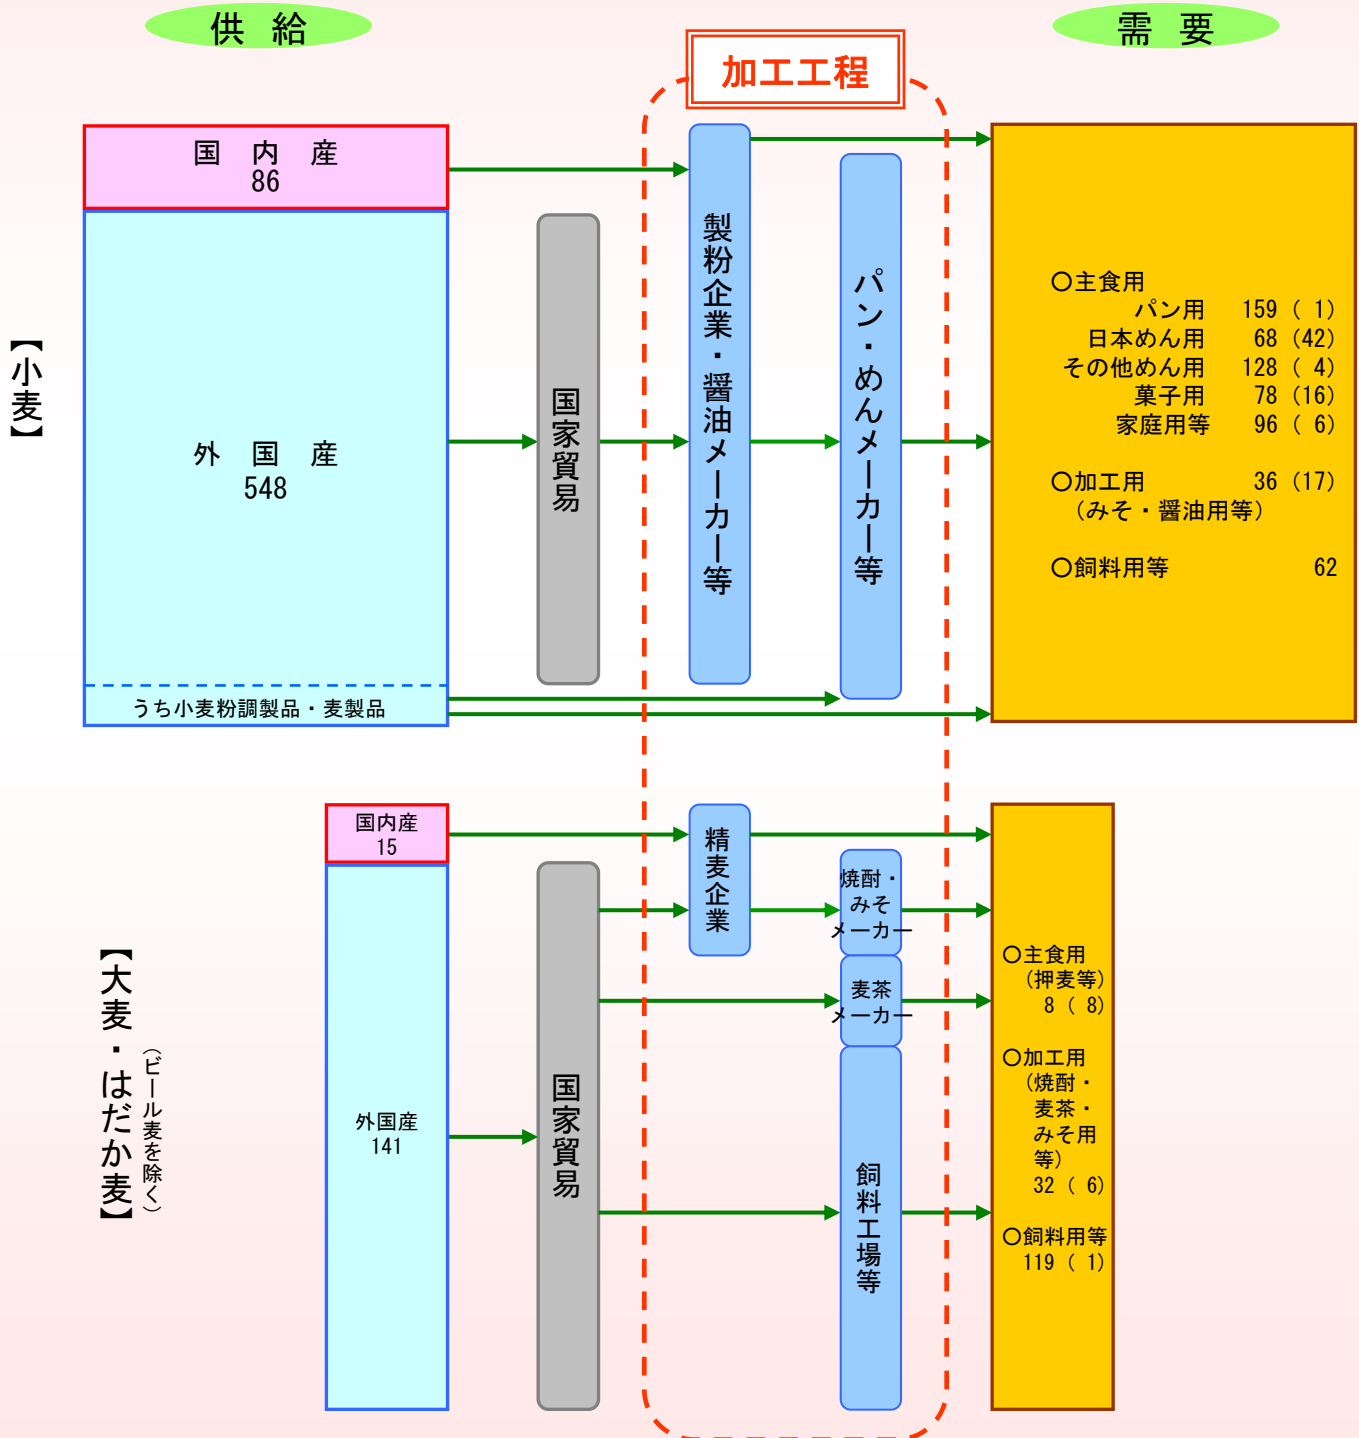 供 給
需 要
加工工程
【小麦】
国 内 産
86
外 国 産
548
うち小麦粉調製品・麦製品
国家貿易
製粉企業・醤油メーカー等
パン・めんメーカー等
○主食用
パン用 159 ( 1)
日本めん用 68 (42)
その他めん用 128 ( 4)
菓子用 78 (16)
家庭用等 96 ( 6)
○加工用 36 (17)
（みそ・醤油用等）
○飼料用等 62
【大麦・はだか麦】
（ビール麦を除く）
国内産
15
外国産
141
国家貿易
精麦企業
焼酎・
みそ
メーカー
麦茶
メーカー
飼料工場等
○主食用
（押麦等）
8 ( 8)
○加工用
（焼酎・
麦茶・
みそ用
等）
32 ( 6)
○飼料用等
119 ( 1)